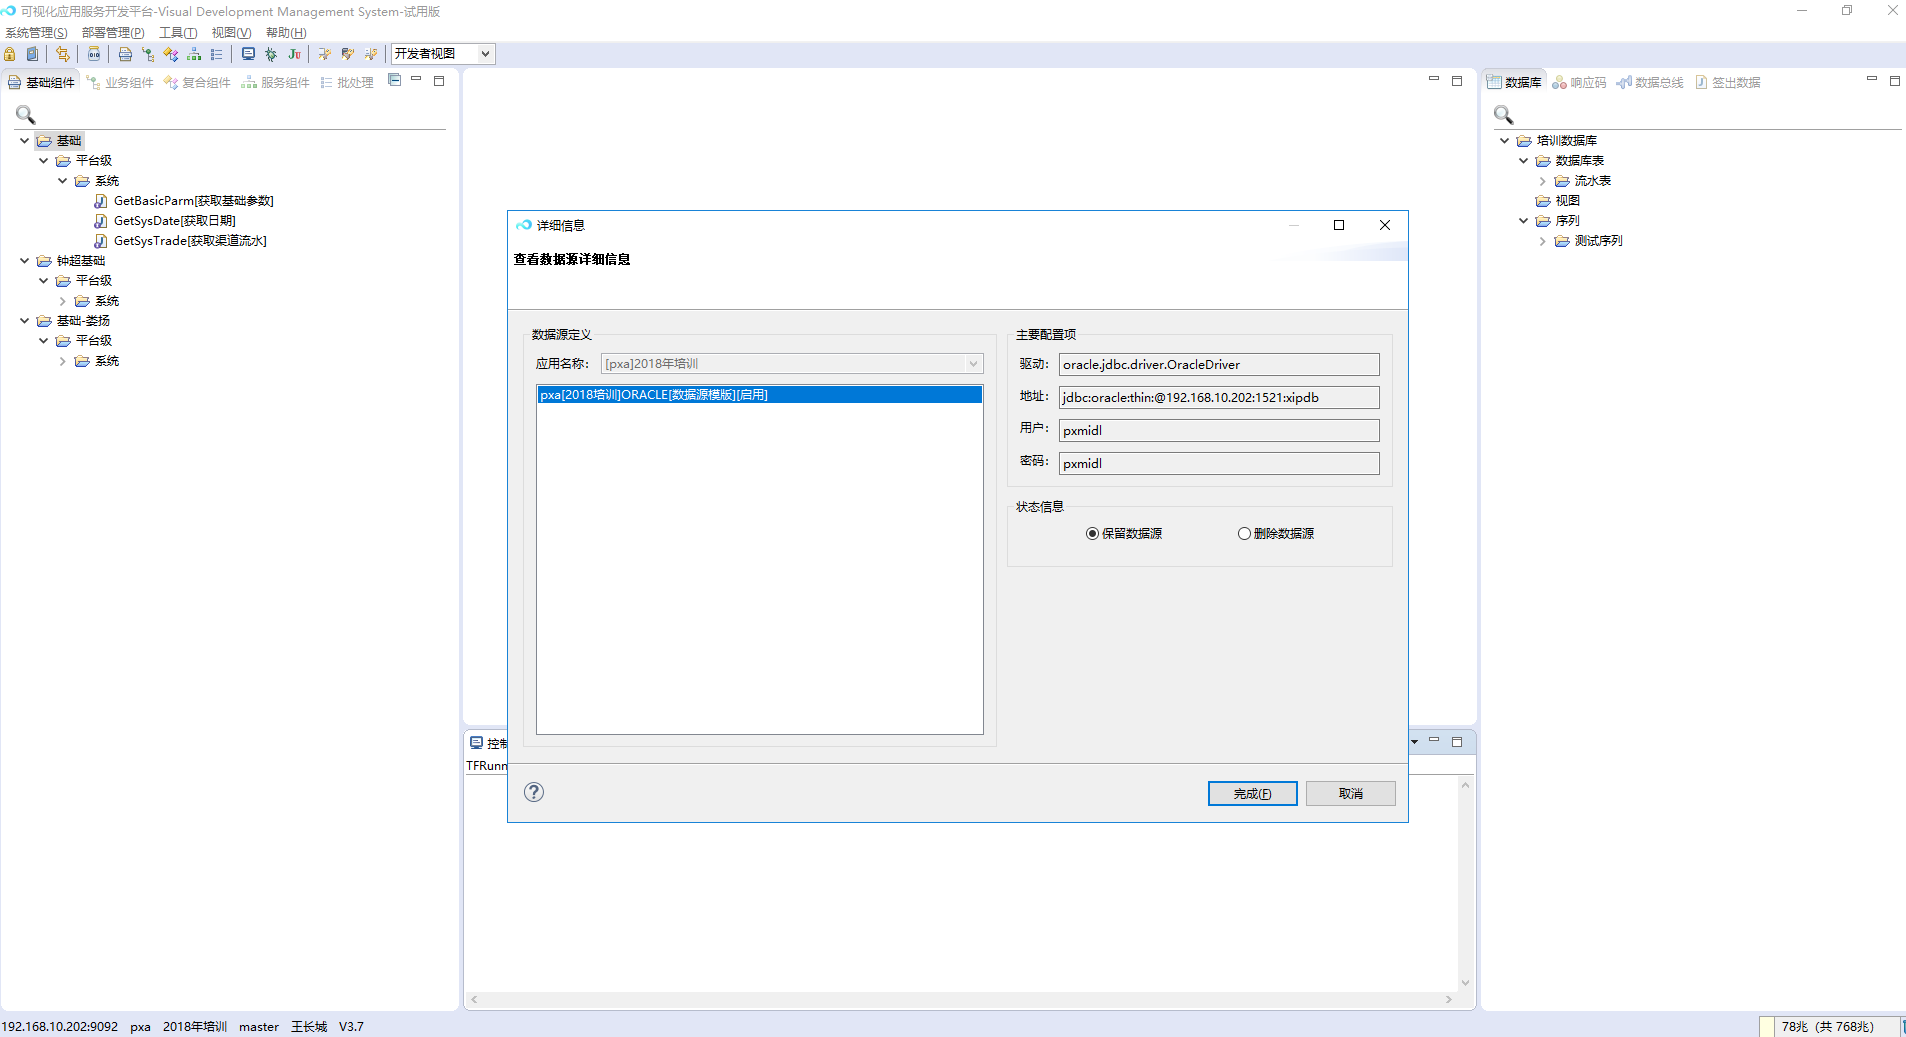 可视化应用服务开发平台-Visual Development Management System-试用版
系统管理(S) 部署管理(P) 工具(T) 视图(V) 帮助(H)
开发者视图
基础组件 业务组件 复合组件 服务组件 批处理
基础
平台级
系统
GetBasicParm[获取基础参数]
GetSysDate[获取日期]
GetSysTrade[获取渠道流水]
钟超基础
平台级
系统
基础-娄扬
平台级
系统
详细信息
查看数据源详细信息
数据源定义
应用名称: [pxa]2018年培训
pxa[2018培训]ORACLE[数据源模版][启用]
主要配置项
驱动: oracle.jdbc.driver.OracleDriver
地址: jdbc:oracle:thin:@192.168.10.202:1521:xipdb
用户: pxmidl
密码: pxmidl
状态信息
保留数据源 删除数据源
完成(F) 取消
控制
TFRunn
数据库 响应码 数据总线 签出数据
培训数据库
数据库表
流水表
视图
序列
测试序列
192.168.10.202:9092 pxa 2018年培训 master 王长城 V3.7
78兆 (共 768兆)